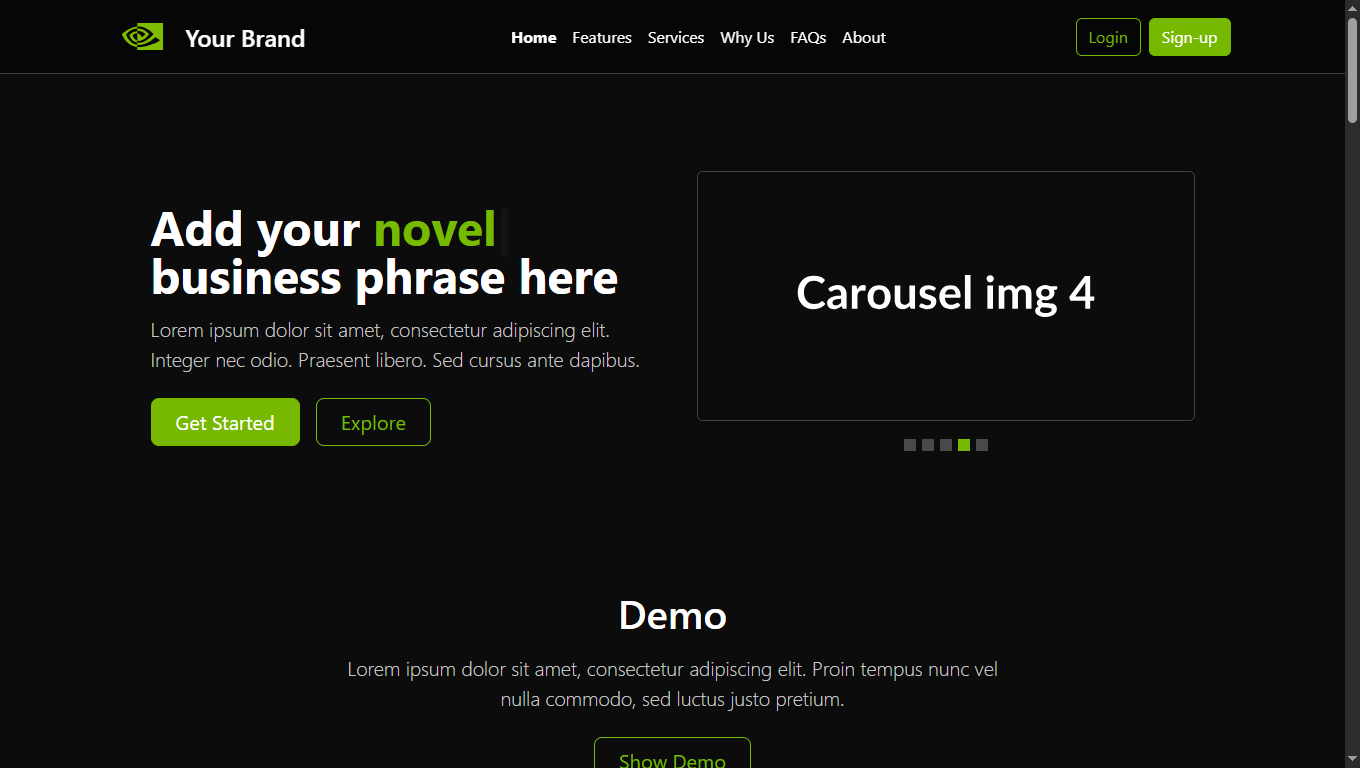 Your Brand
Home Features Services Why Us FAQs About
Login Sign-up
Add your novel
business phrase here
Lorem ipsum dolor sit amet, consectetur adipiscing elit.
Integer nec odio. Praesent libero. Sed cursus ante dapibus.
Get Started Explore
Carousel img 4
Demo
Lorem ipsum dolor sit amet, consectetur adipiscing elit. Proin tempus nunc vel
nulla commodo, sed luctus justo pretium.
Show Demo